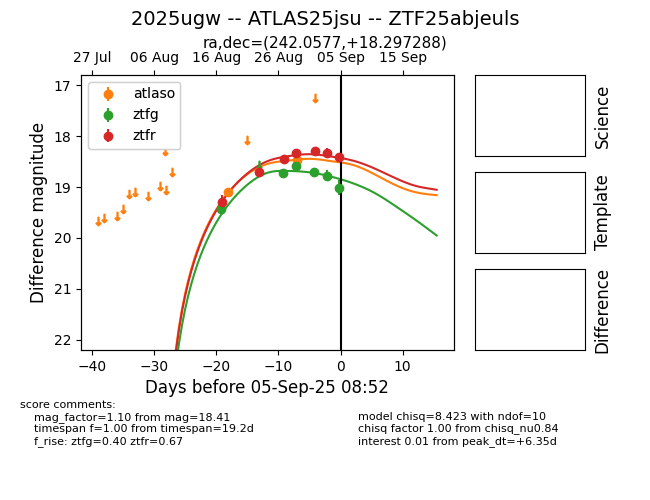 2025ugw -- ATLAS25jsu -- ZTF25abjeuls
ra,dec=(242.0577,+18.297288)
27 Jul 06 Aug 16 Aug 26 Aug 05 Sep 15 Sep
17
18
19
20
21
22
Difference magnitude
atlaso
ztfg
ztfr
−40 −30 −20 −10 0 10
Days before 05-Sep-25 08:52
Science
Template
Difference
score comments:
mag_factor=1.10 from mag=18.41
timespan f=1.00 from timespan=19.2d
f_rise: ztfg=0.40 ztfr=0.67
model chisq=8.423 with ndof=10
chisq factor 1.00 from chisq_nu0.84
interest 0.01 from peak_dt=+6.35d